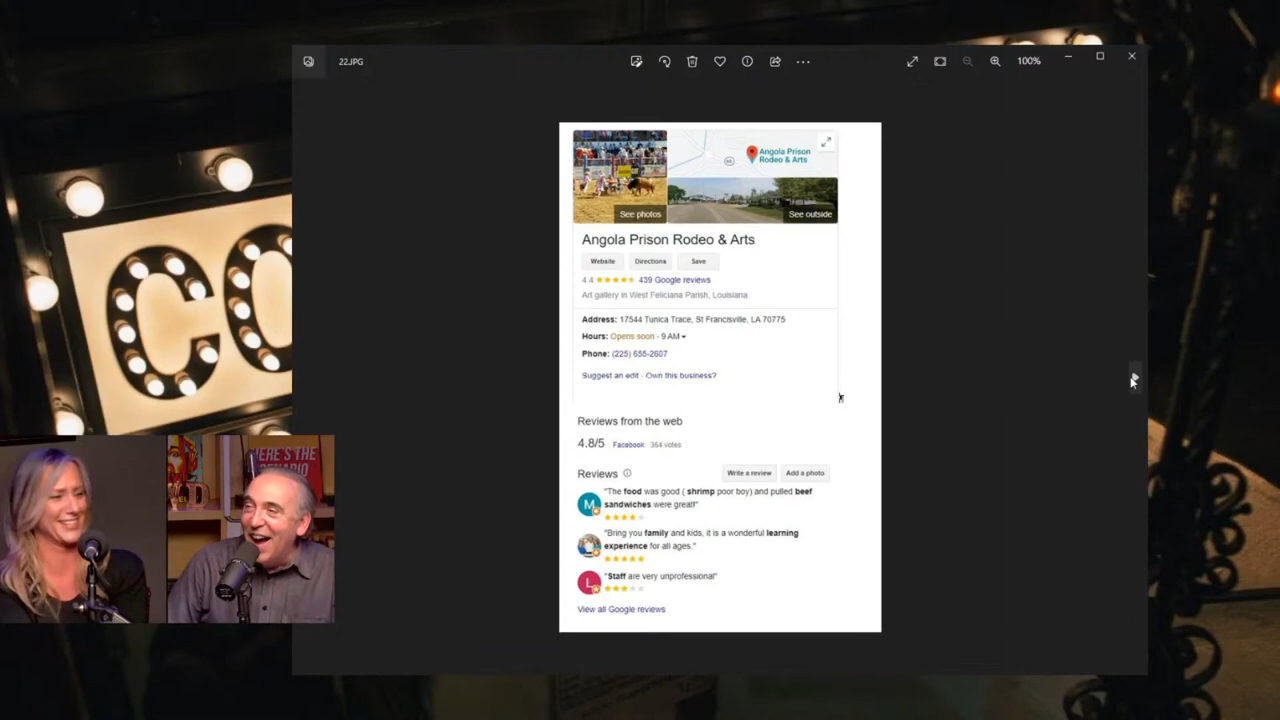 22.JPG
100%
Angola Prison
Rodeo & Arts
See photos
See outside
Angola Prison Rodeo & Arts
Website
Directions
Save
4.4
439 Google reviews
Art gallery in West Feliciana Parish, Louisiana
Address: 17544 Tunica Trace, St Francisville, LA 70775
Hours: Opens soon · 9 AM
Phone: (225) 655-2607
Suggest an edit · Own this business?
Reviews from the web
4.8/5 Facebook · 364 votes
Reviews
Write a review
Add a photo
M
"The food was good ( shrimp poor boy) and pulled beef
sandwiches were great!"
"Bring you family and kids, it is a wonderful learning
experience for all ages."
L
"Staff are very unprofessional"
View all Google reviews
CO
HERE'S THE